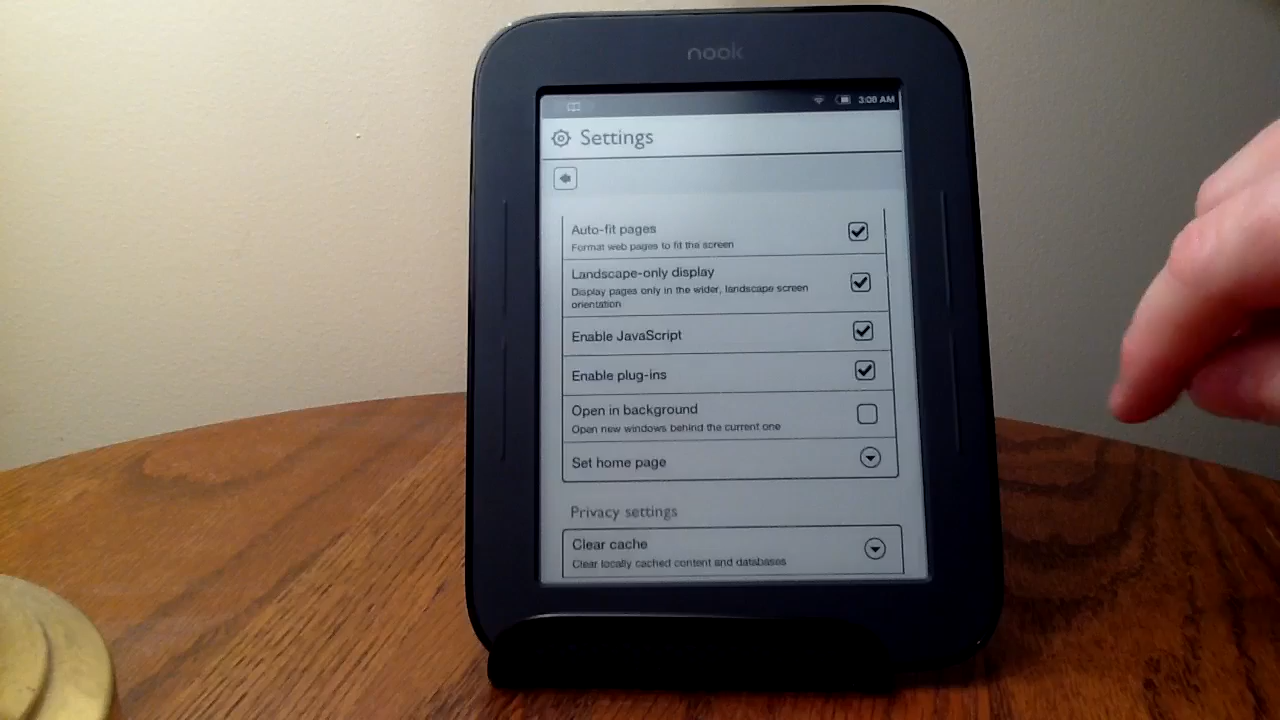 nook
3:00 AM
Settings
Auto-fit pages
Format web pages to fit the screen
Landscape-only display
Display pages only in the wider, landscape screen
orientation
Enable JavaScript
Enable plug-ins
Open in background
Open new windows behind the current one
Set home page
Privacy settings
Clear cache
Clear locally cached content and databases